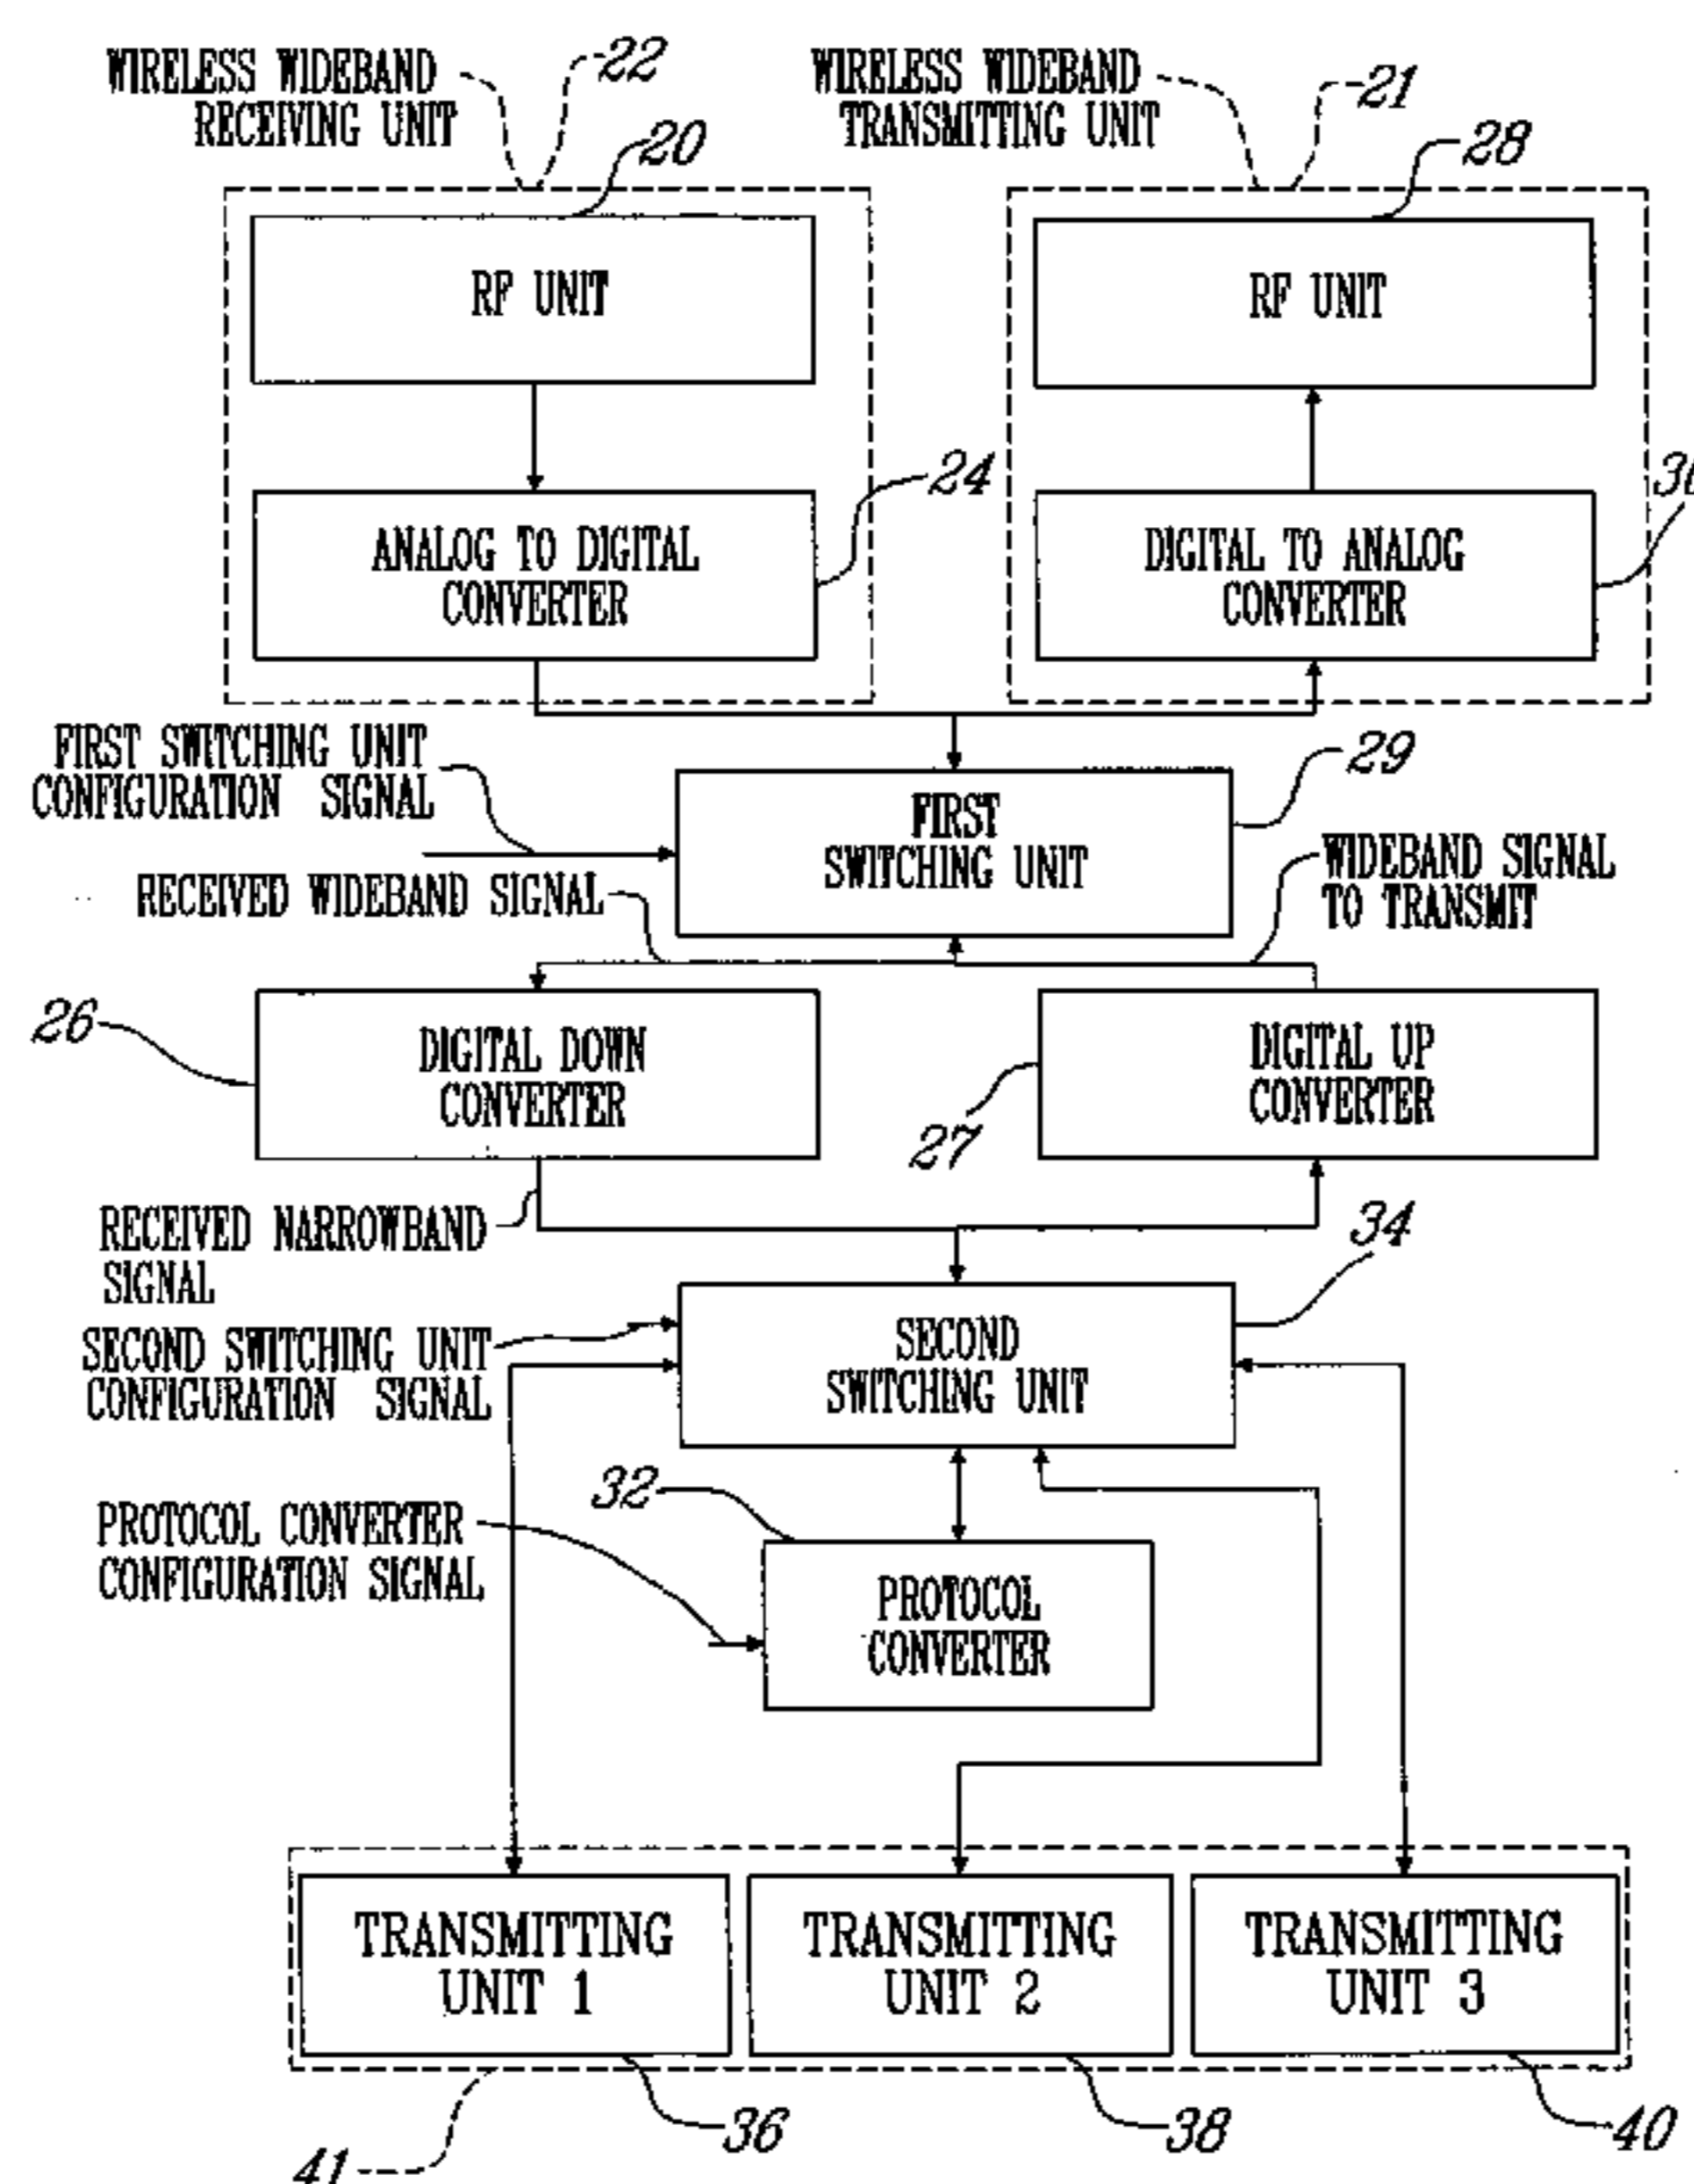 WIRELESS WIDEBAND
RECEIVING UNIT
22
WIRELESS WIDEBAND
TRANSMITTING UNIT
21
20
28
RF UNIT
RF UNIT
24
ANALOG TO DIGITAL
CONVERTER
DIGITAL TO ANALOG
CONVERTER
FIRST SWITCHING UNIT
CONFIGURATION SIGNAL
29
FIRST
SWITCHING UNIT
RECEIVED WIDEBAND SIGNAL
WIDEBAND SIGNAL
TO TRANSMIT
26
DIGITAL DOWN
CONVERTER
DIGITAL UP
CONVERTER
27
RECEIVED NARROWBAND
SIGNAL
34
SECOND SWITCHING UNIT
CONFIGURATION SIGNAL
SECOND
SWITCHING UNIT
32
PROTOCOL CONVERTER
CONFIGURATION SIGNAL
PROTOCOL
CONVERTER
TRANSMITTING
UNIT 1
TRANSMITTING
UNIT 2
TRANSMITTING
UNIT 3
36
38
40
41